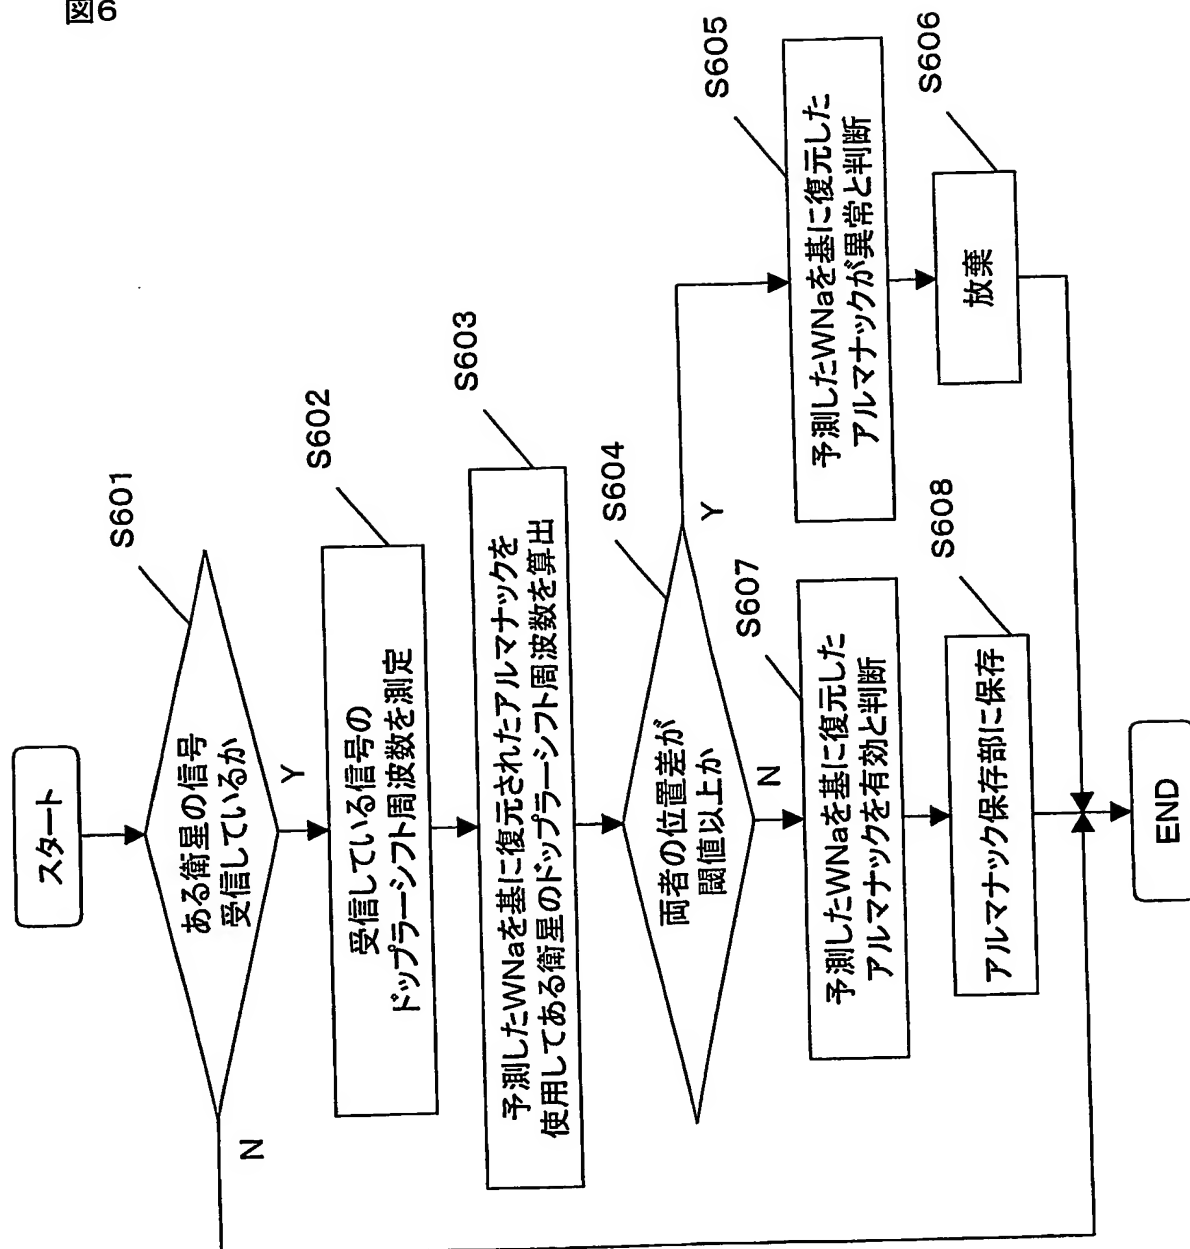 図6
スタート
S601
ある衛星の信号
受信しているか
N
Y
S602
受信している信号の
ドップラーシフト周波数を測定
S603
予測したWNaを基に復元されたアルマナックを
使用してある衛星のドップラーシフト周波数を算出
S604
両者の位置差が
閾値以上か
Y
N
S605
予測したWNaを基に復元した
アルマナックが異常と判断
S606
放棄
S607
予測したWNaを基に復元した
アルマナックを有効と判断
S608
アルマナック保存部に保存
END